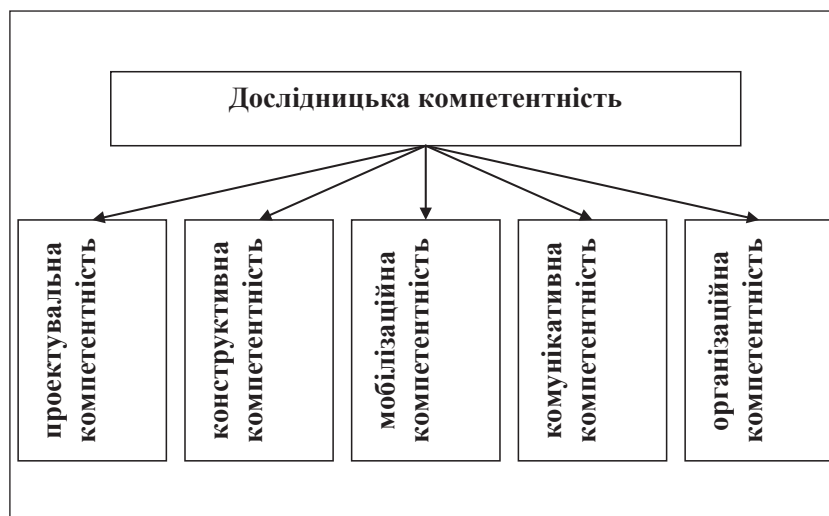 Дослідницька компетентність
проектувальна
компетентність
конструктивна
компетентність
мобілізаційна
компетентність
комунікативна
компетентність
організаційна
компетентність